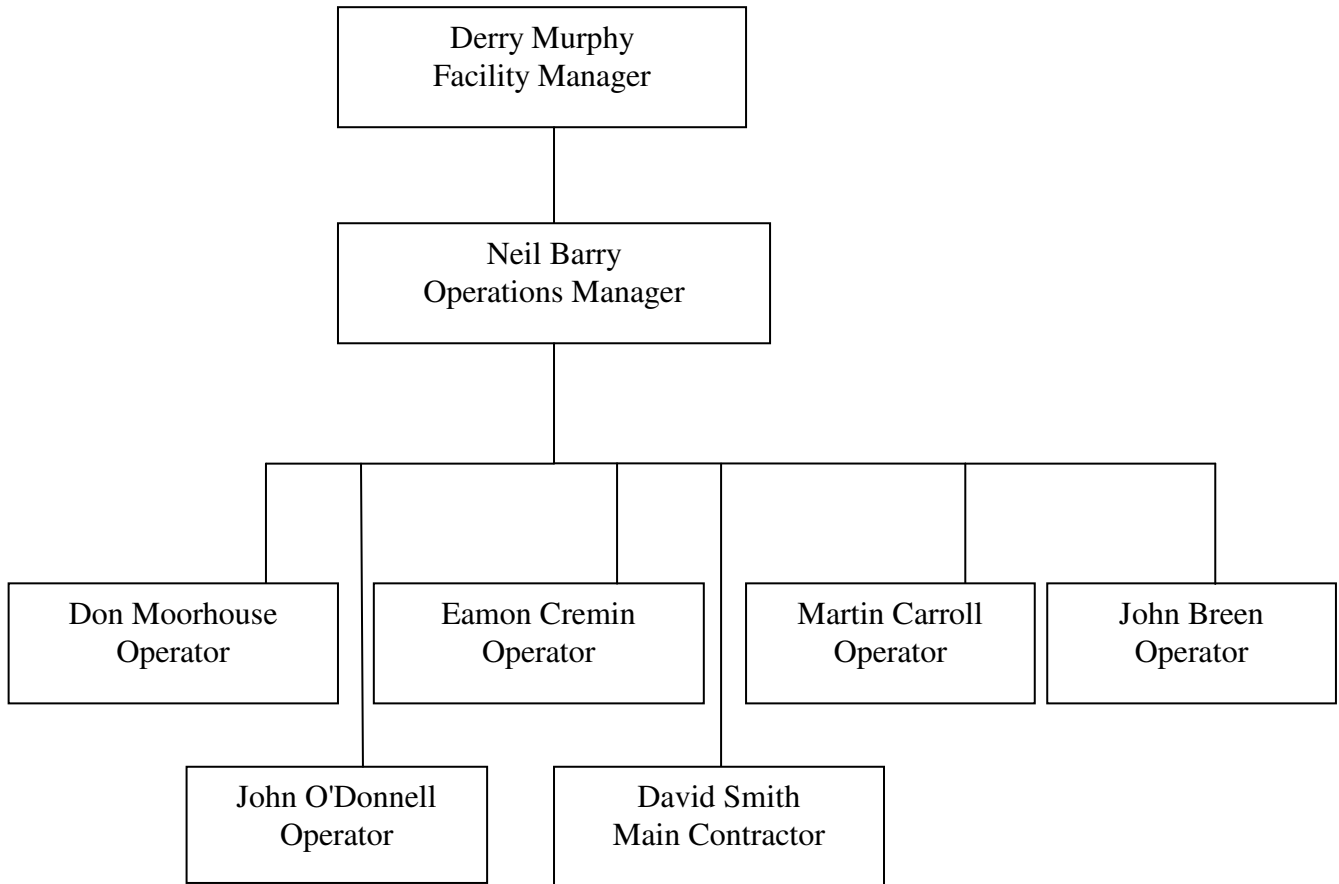 Derry Murphy
Facility Manager
Neil Barry
Operations Manager
Don Moorhouse
Operator
Eamon Cremin
Operator
Martin Carroll
Operator
John Breen
Operator
John O'Donnell
Operator
David Smith
Main Contractor